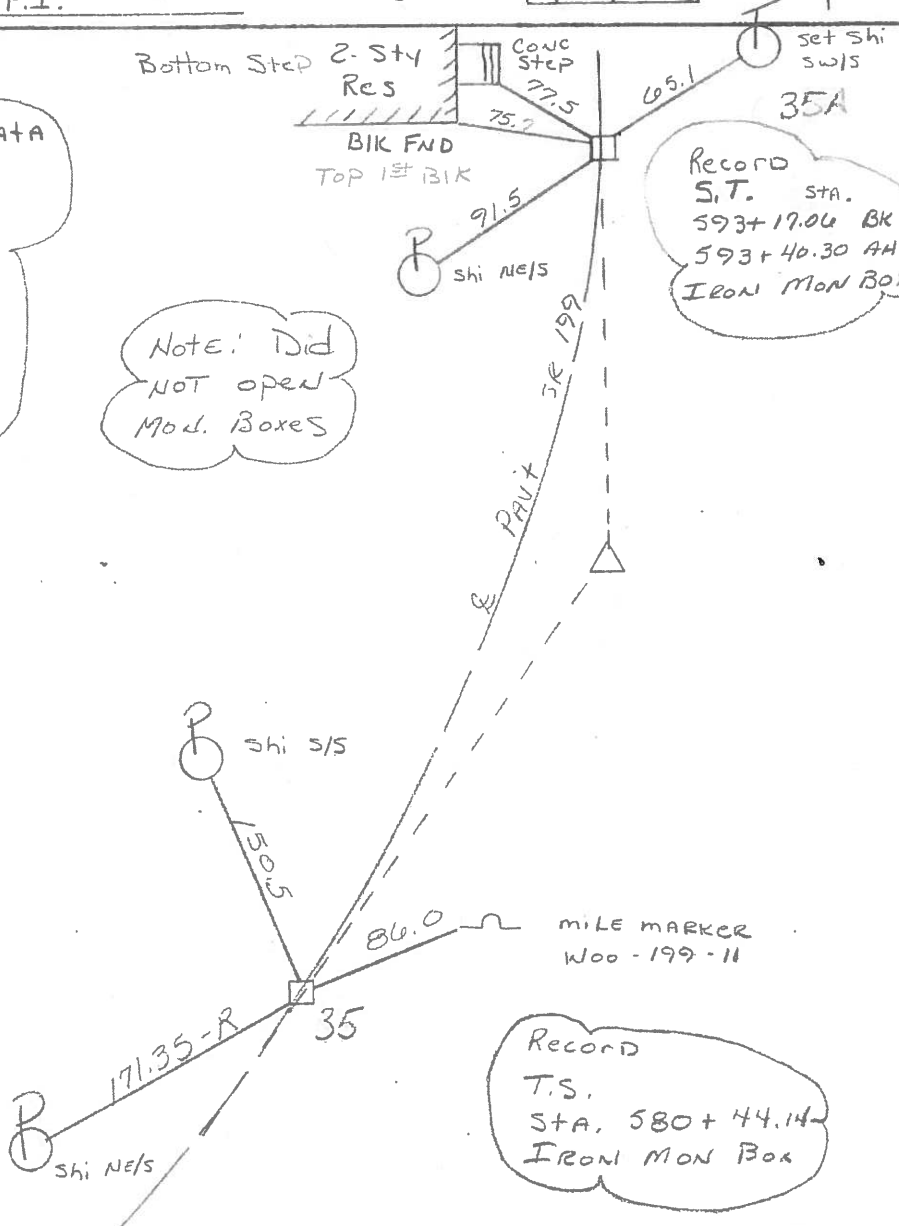 P.I.
Bottom Step 2-Sty
Res
Conc
Step
77.5
65.1
set Shi
SW/S
35A
75.
Blk FND
Top 1st Blk
91.5
Shi NE/S
Record
S.T. Sta.
593+17.06 BK
593+40.30 AH
IRON MON BOX
Note: Did
NOT open
Mon. Boxes
SR 199
PAVt
℄
Shi S/S
150.5
86.0
MILE MARKER
WOO-199-11
35
171.35-R
Shi NE/S
Record
T.S.
StA. 580+44.14
IRON MON BOX